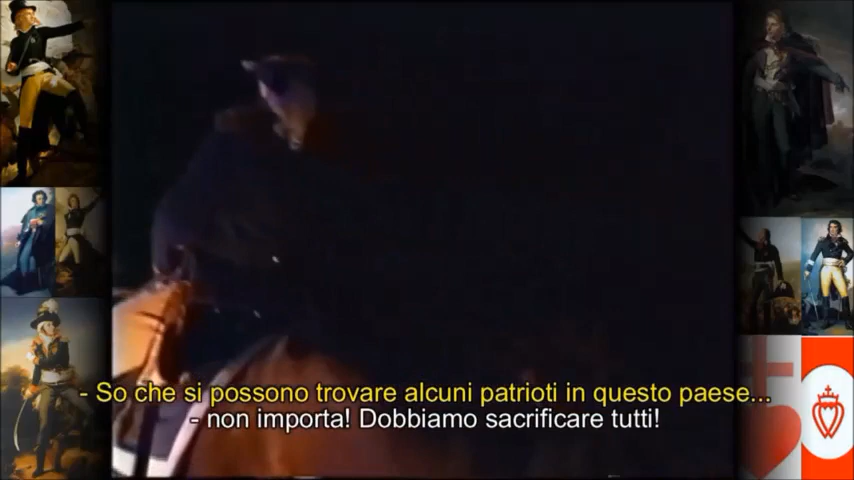 - So che si possono trovare alcuni patrioti in questo paese...
- non importa! Dobbiamo sacrificare tutti!